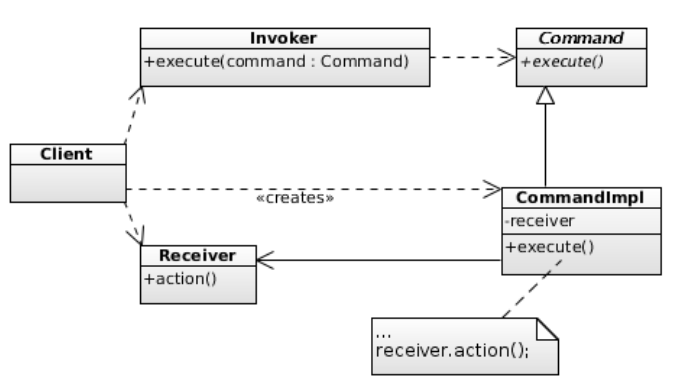 Invoker
+execute(command : Command)
Command
+execute()
Client
«creates»
CommandImpl
-receiver
+execute()
Receiver
+action()
...
receiver.action();